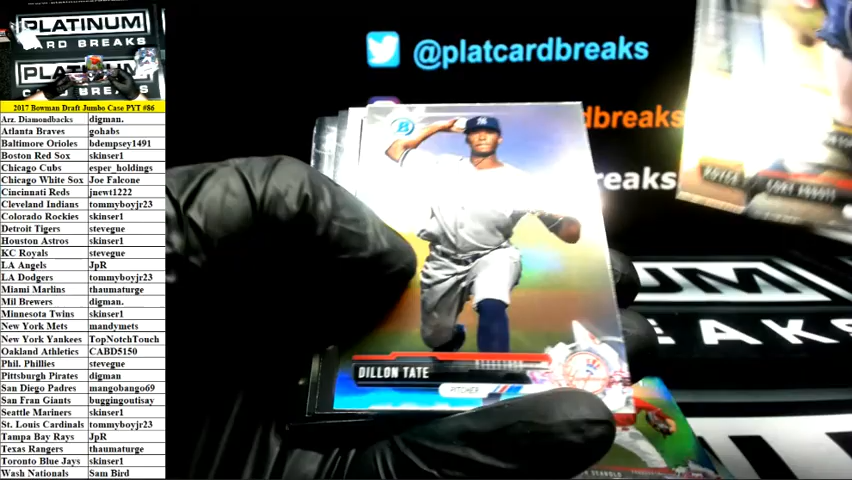 PLATINUM
CARD BREAKS
2017 Bowman Draft Jumbo Case PYT #86
Arz. Diamondbacks digman.
Atlanta Braves gohabs
Baltimore Orioles bdempsey1491
Boston Red Sox skinser1
Chicago Cubs esper_holdings
Chicago White Sox Joe Falcone
Cincinnati Reds jnewt1222
Cleveland Indians tommyboyjr23
Colorado Rockies skinser1
Detroit Tigers stevegue
Houston Astros skinser1
KC Royals stevegue
LA Angels JpR
LA Dodgers tommyboyjr23
Miami Marlins thaumaturge
Mil Brewers digman.
Minnesota Twins skinser1
New York Mets mandymets
New York Yankees TopNotchTouch
Oakland Athletics CABD5150
Phil. Phillies stevegue
Pittsburgh Pirates digman
San Diego Padres mangobango69
San Fran Giants buggingoutisay
Seattle Mariners skinser1
St. Louis Cardinals tommyboyjr23
Tampa Bay Rays JpR
Texas Rangers thaumaturge
Toronto Blue Jays skinser1
Wash Nationals Sam Bird
@platcardbreaks
dbreaks
reaks.
B
NY
DILLON TATE
PITCHER
ROYCE
INUM
EAKS